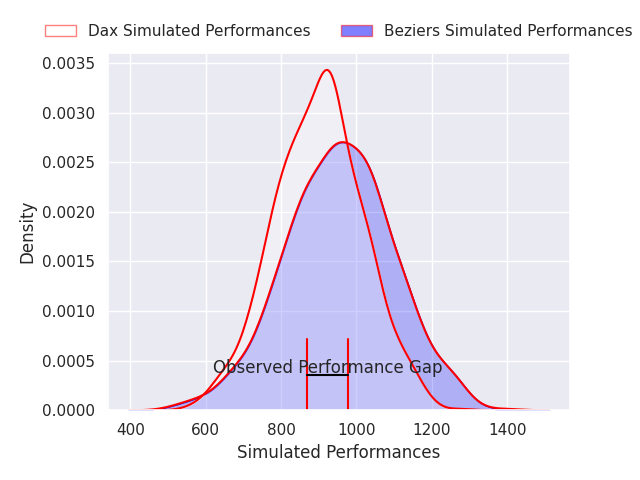 Dax Simulated Performances
Beziers Simulated Performances
0.0035
0.0030
0.0025
0.0020
0.0015
0.0010
0.0005
0.0000
Density
Observed Performance Gap
400
600
800
1000
1200
1400
Simulated Performances